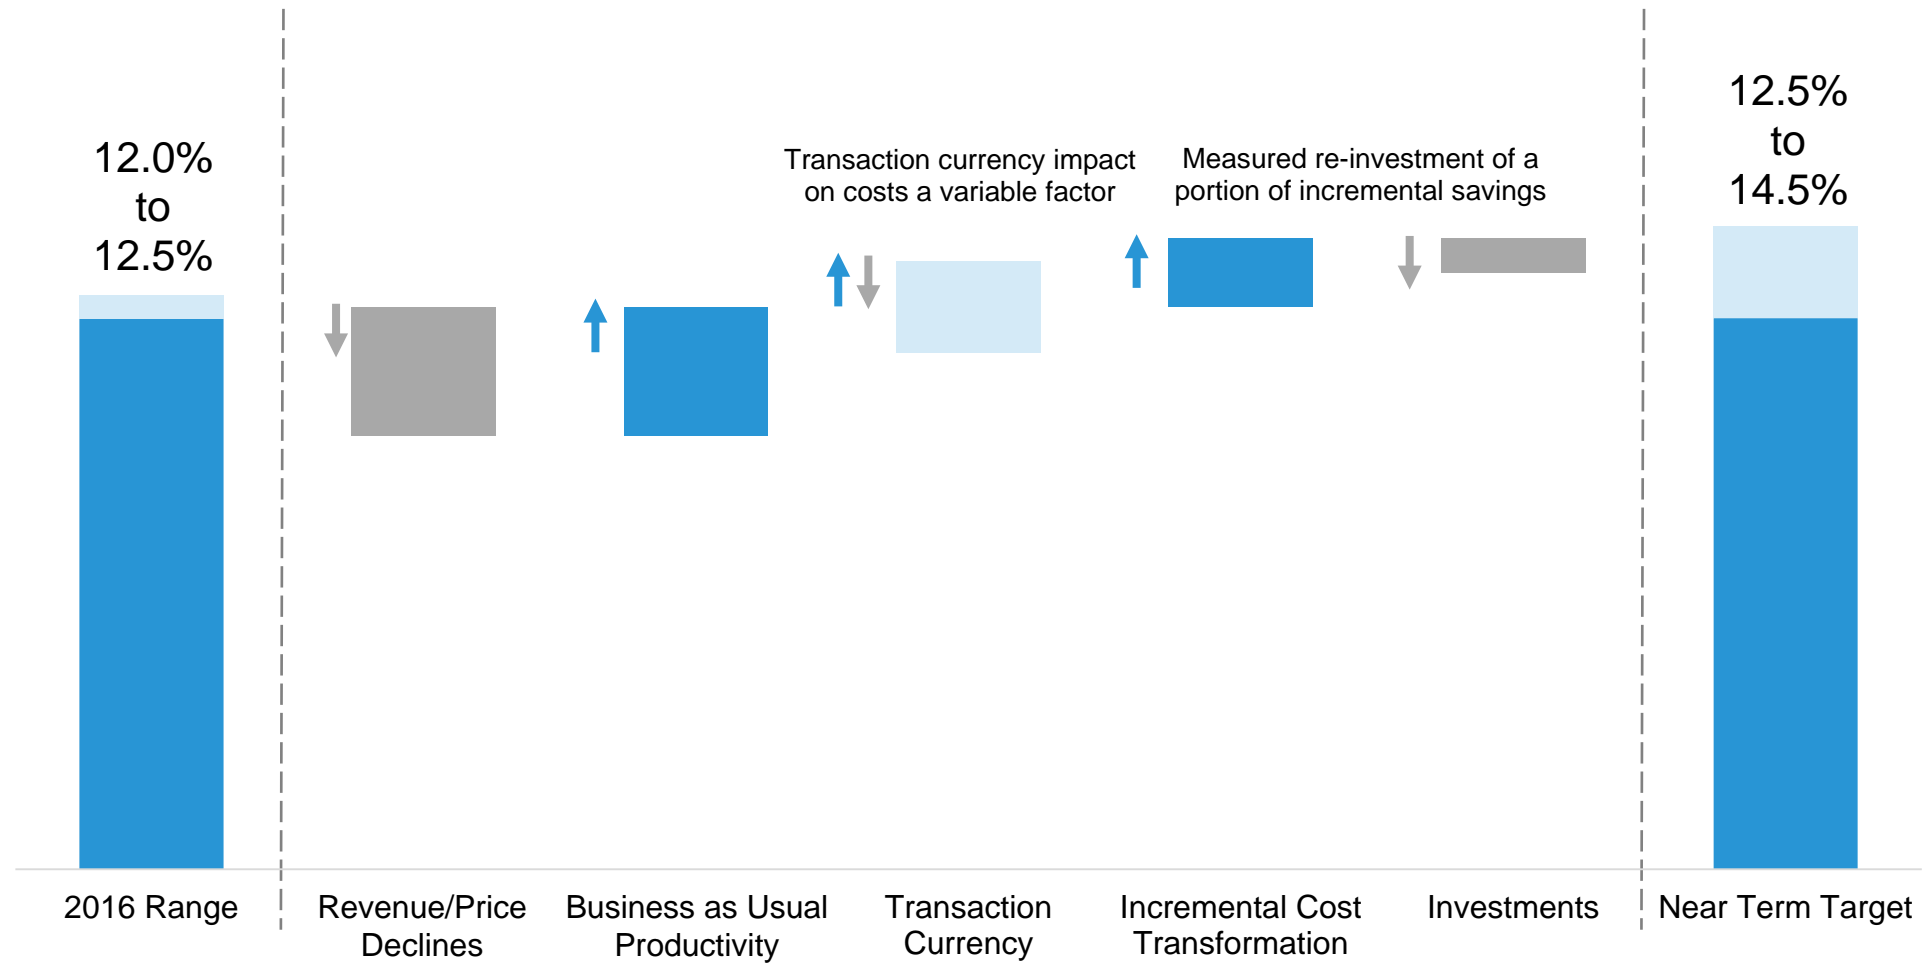 12.0%
to
12.5%
Transaction currency impact
on costs a variable factor
Measured re-investment of a
portion of incremental savings
12.5%
to
14.5%
2016 Range
Revenue/Price
Declines
Business as Usual
Productivity
Transaction
Currency
Incremental Cost
Transformation
Investments
Near Term Target